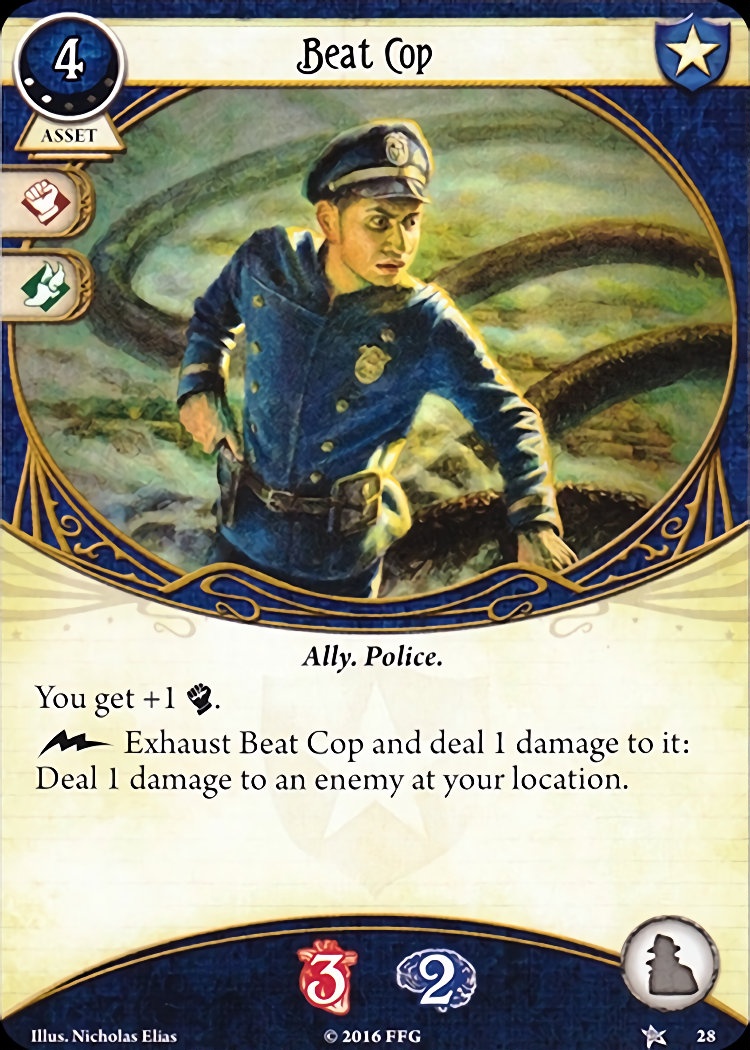 4
Beat Cop
ASSET
Ally. Police.
You get +1 .
Exhaust Beat Cop and deal 1 damage to it:
Deal 1 damage to an enemy at your location.
3
2
Illus. Nicholas Elias
© 2016 FFG
28